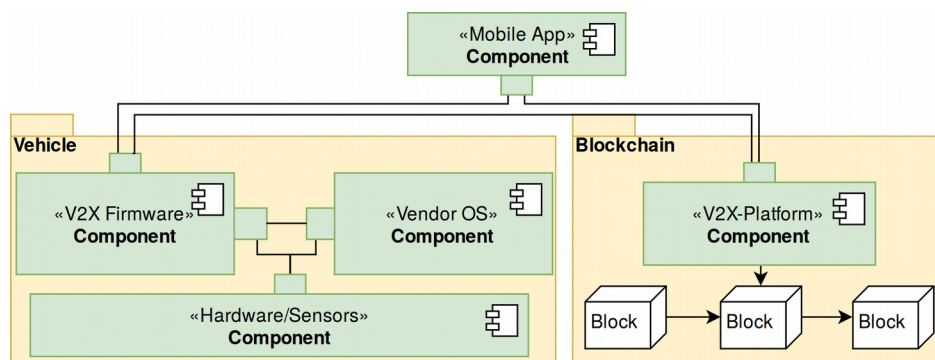 «Mobile App»
Component
Vehicle
Blockchain
«V2X Firmware»
Component
«Vendor OS»
Component
«V2X-Platform»
Component
«Hardware/Sensors»
Component
Block
Block
Block